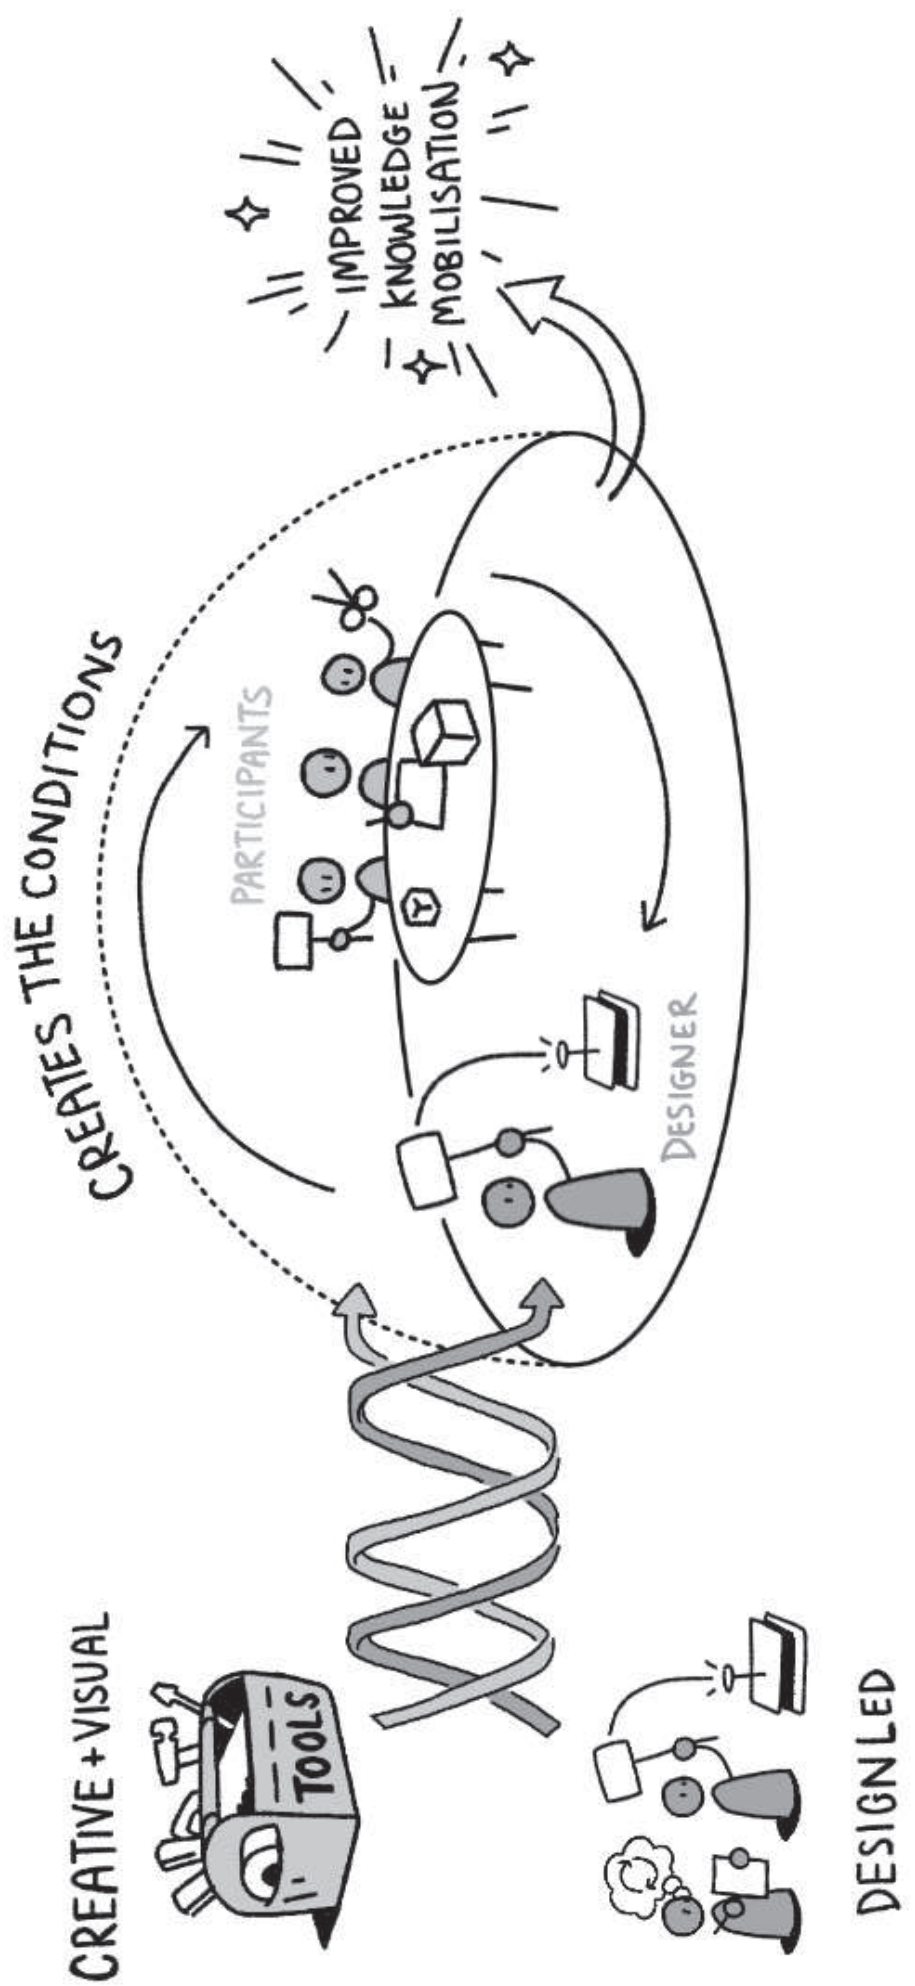 CREATIVE + VISUAL
TOOLS
DESIGN LED
CREATES THE CONDITIONS
PARTICIPANTS
DESIGNER
IMPROVED
KNOWLEDGE
MOBILISATION